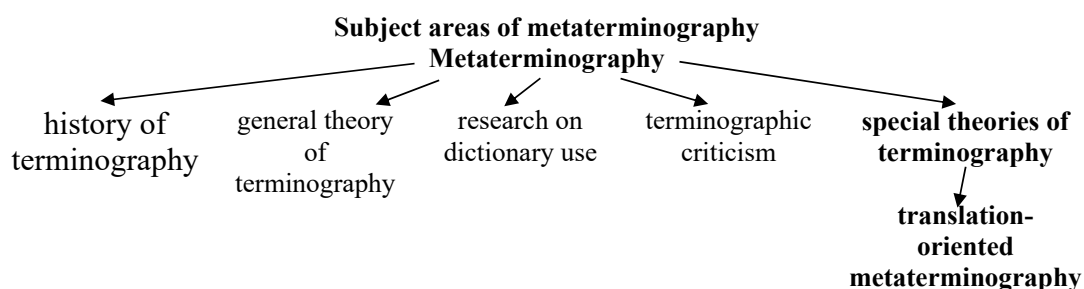 Subject areas of metaterminography
Metaterminography
history of
terminography
general theory
of
terminography
research on
dictionary use
terminographic
criticism
special theories of
terminography
translation-
oriented
metaterminography